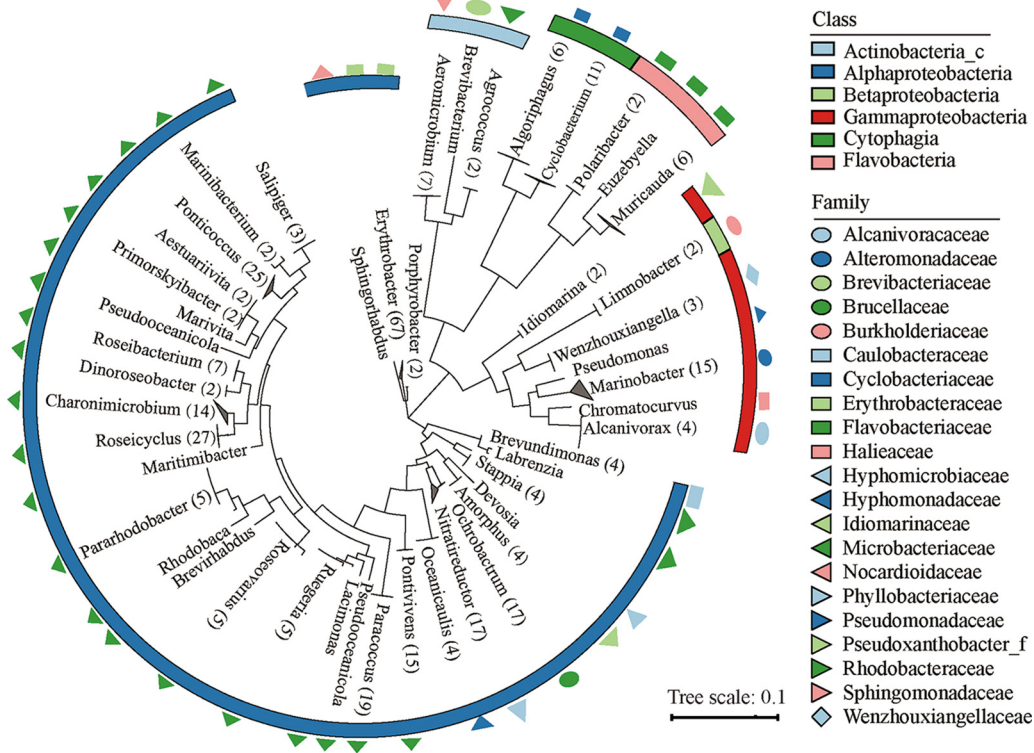 Aeromicrobium (7)
Brevibacterium
Agrococcus (2)
Algoriphagus (6)
Cyclobacterium (11)
Polaribacter (2)
Euzebyella
Muricauda (6)
Idiomarina (2)
Limnobacter (2)
Wenzhouxiangella (3)
Pseudomonas
Marinobacter (15)
Chromatocurvus
Alcanivorax (4)
Brevundimonas (4)
Labrenzia
Stappia (4)
Devosia
Amorphus (4)
Ochrobactrum (17)
Nitratireductor (17)
Oceanicaulis (4)
Pontivivens (15)
Paracoccus (19)
Pseudooceanicola
Lacimonas
Ruegeria (5)
Roseovarius (5)
Brevirhabdus
Rhodobaca
Pararhodobacter (5)
Maritimibacter
Roseicyclus (27)
Charonimicrobium (14)
Dinoroseobacter (2)
Roseibacterium (7)
Pseudooceanicola
Marivita
Primorskyibacter (2)
Aestuariivita (2)
Ponticoccus (25)
Marinibacterium (2)
Salipiger (3)
Sphingorhabdus
Erythrobacter (67)
Porphyrobacter (2)
Tree scale: 0.1
Class
Actinobacteria_c
Alphaproteobacteria
Betaproteobacteria
Gammaproteobacteria
Cytophagia
Flavobacteria
Family
Alcanivoracaceae
Alteromonadaceae
Brevibacteriaceae
Brucellaceae
Burkholderiaceae
Caulobacteraceae
Cyclobacteriaceae
Erythrobacteraceae
Flavobacteriaceae
Halieaceae
Hyphomicrobiaceae
Hyphomonadaceae
Idiomarinaceae
Microbacteriaceae
Nocardioidaceae
Phyllobacteriaceae
Pseudomonadaceae
Pseudoxanthobacter_f
Rhodobacteraceae
Sphingomonadaceae
Wenzhouxiangellaceae